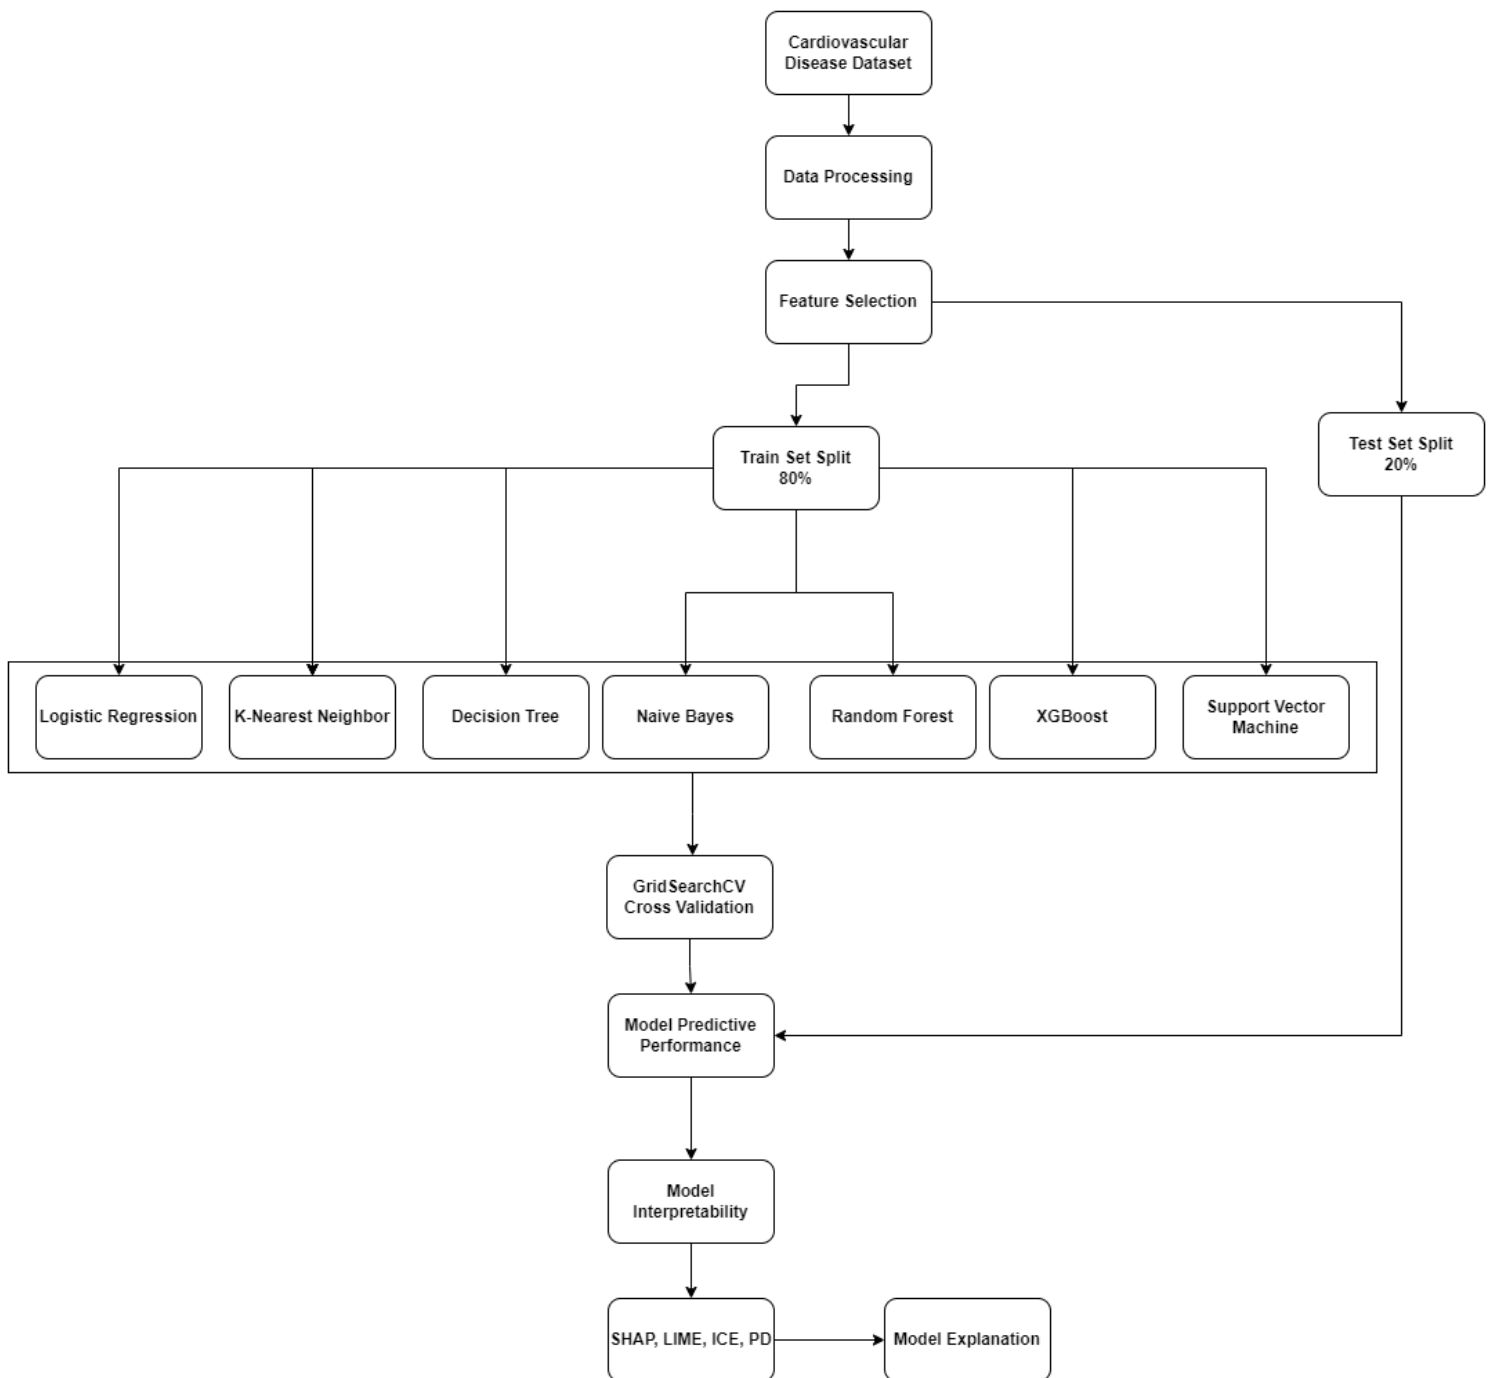 Cardiovascular
Disease Dataset
Data Processing
Feature Selection
Train Set Split
80%
Test Set Split
20%
Logistic Regression
K-Nearest Neighbor
Decision Tree
Naive Bayes
Random Forest
XGBoost
Support Vector
Machine
GridSearchCV
Cross Validation
Model Predictive
Performance
Model
Interpretability
SHAP, LIME, ICE, PD
Model Explanation